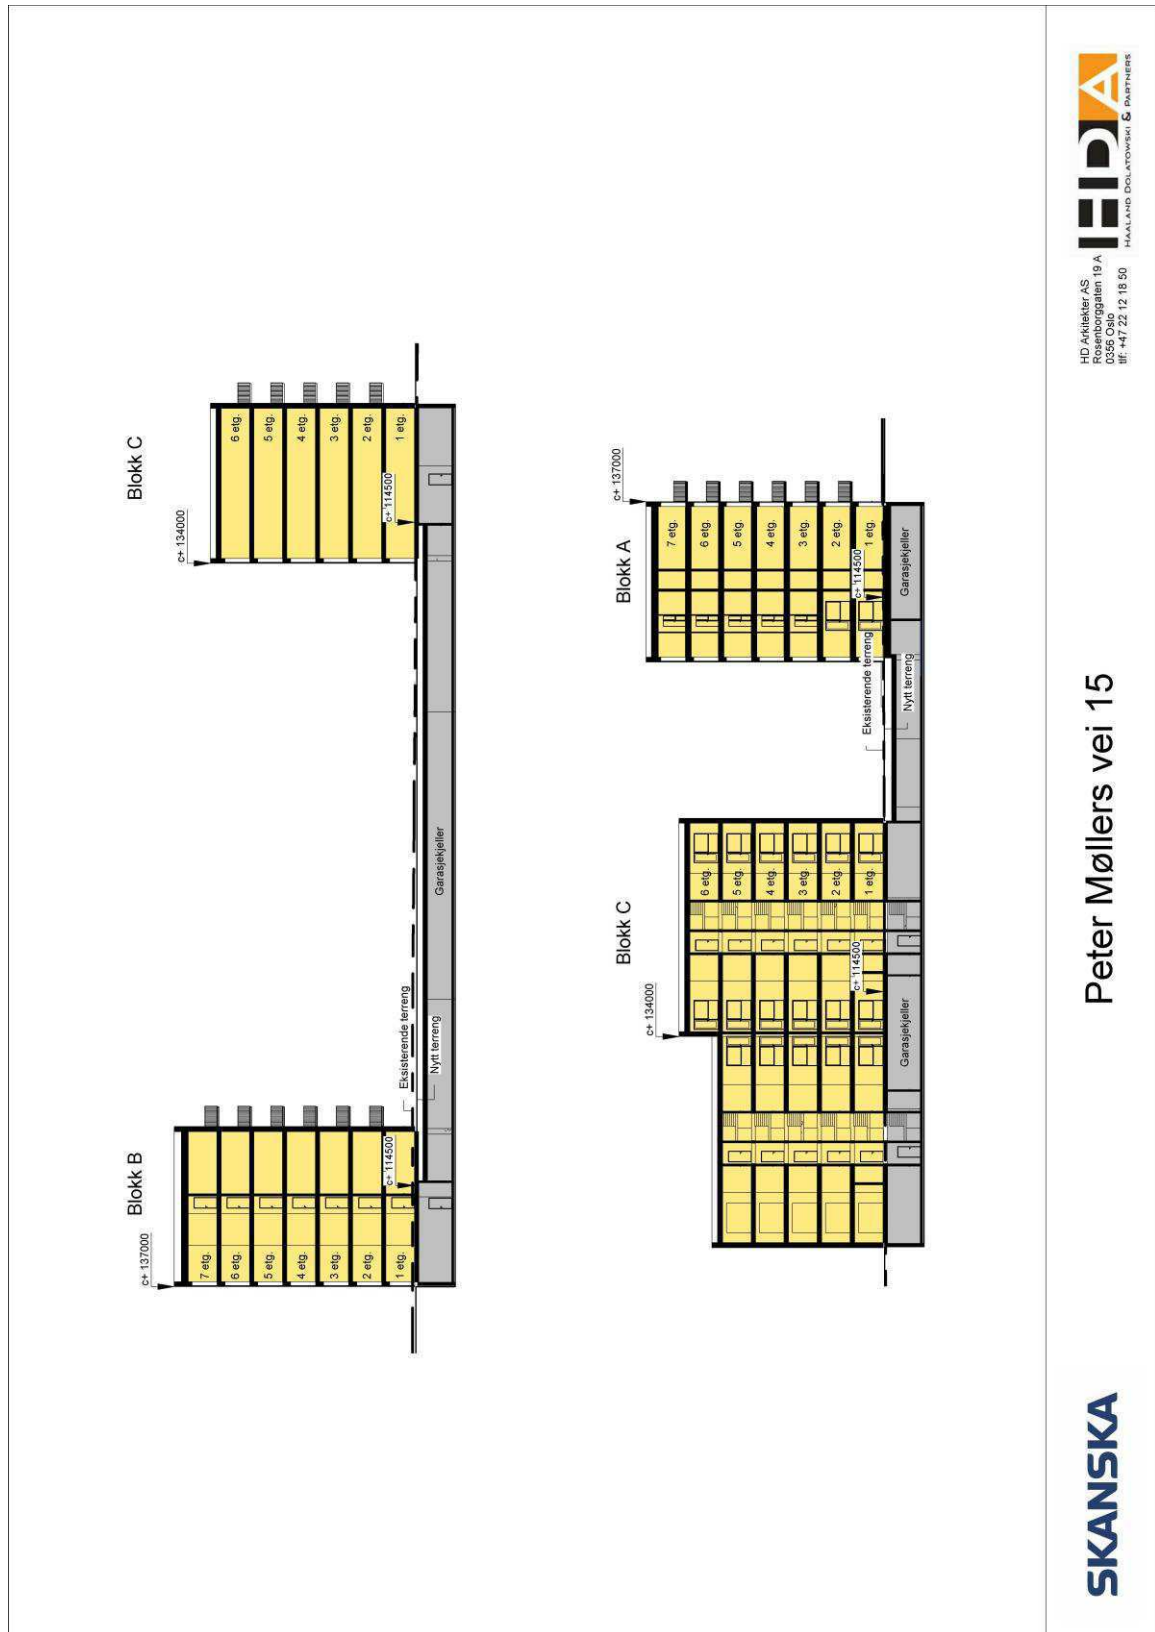 Blokk B
c+ 137000
7 etg.
6 etg.
5 etg.
4 etg.
3 etg.
2 etg.
1 etg.
c+ 114500
Eksisterende terreng
Nytt terreng
Garasjekjeller
Blokk C
c+ 134000
6 etg.
5 etg.
4 etg.
3 etg.
2 etg.
1 etg.
c+ 114500
Blokk C
c+ 134000
6 etg.
5 etg.
4 etg.
3 etg.
2 etg.
1 etg.
c+ 114500
Garasjekjeller
Blokk A
c+ 137000
7 etg.
6 etg.
5 etg.
4 etg.
3 etg.
2 etg.
1 etg.
c+ 114500
Eksisterende terreng
Nytt terreng
Garasjekjeller
SKANSKA
Peter Møllers vei 15
HD Arkitekter AS
Rosenborggaten 19 A
0356 Oslo
tlf: +47 22 12 18 50
HDA
HAALAND DOLATOWSKI & PARTNERS